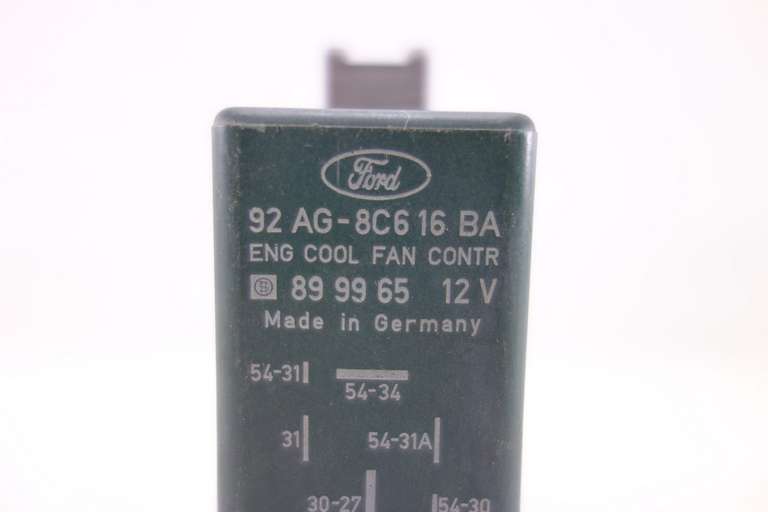 Ford
92 AG-8C616 BA
ENG COOL FAN CONTR
89 99 65 12 V
Made in Germany
54-31
54-34
31 54-31A
30-27 54-30